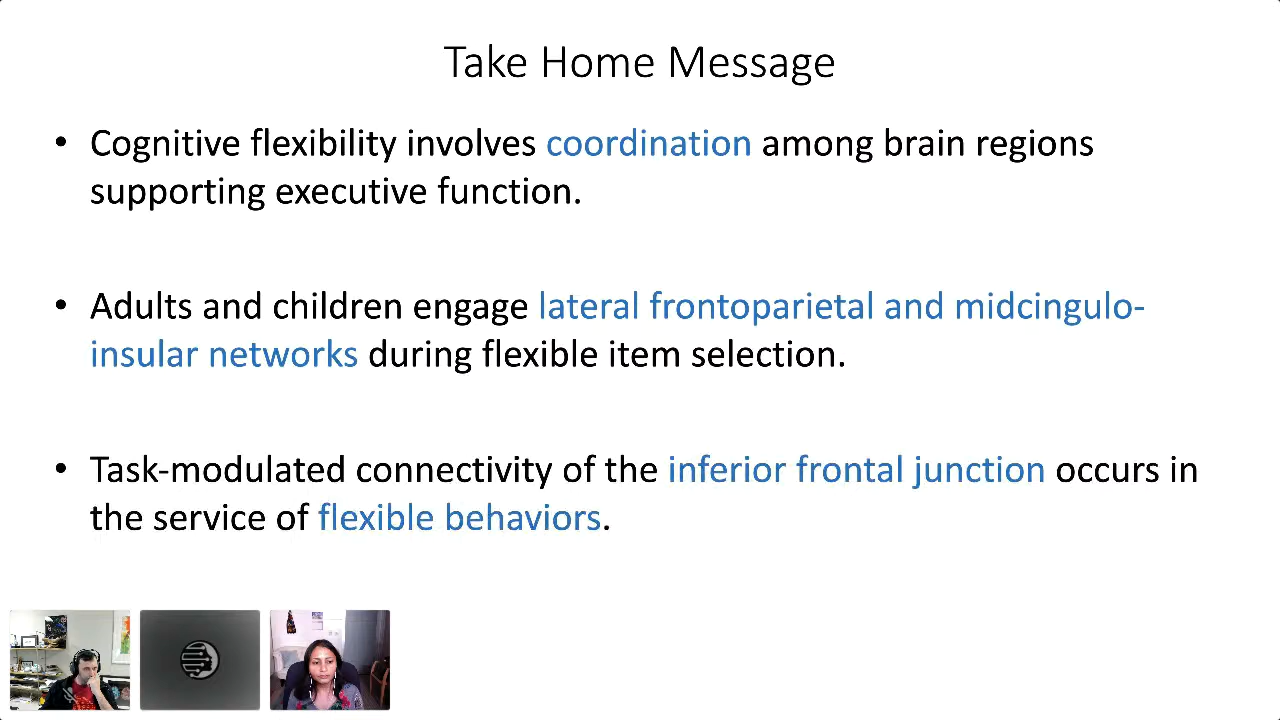 Take Home Message
• Cognitive flexibility involves coordination among brain regions
supporting executive function.
• Adults and children engage lateral frontoparietal and midcingulo-
insular networks during flexible item selection.
• Task-modulated connectivity of the inferior frontal junction occurs in
the service of flexible behaviors.